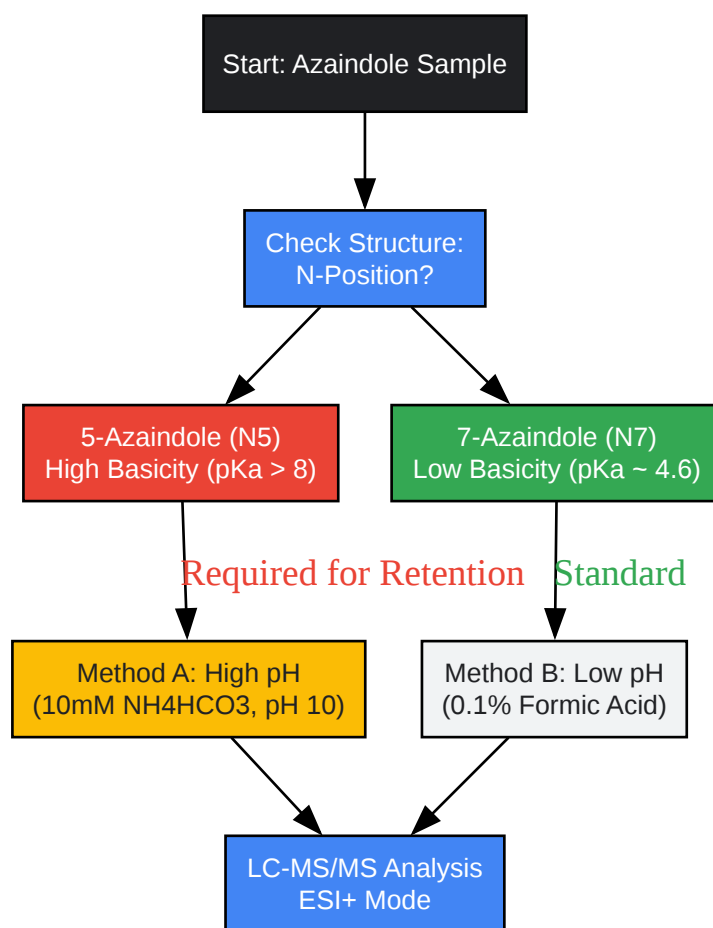 Start: Azaindole Sample
Check Structure:
N-Position?
5-Azaindole (N5)
High Basicity (pKa > 8)
7-Azaindole (N7)
Low Basicity (pKa ~ 4.6)
Required for Retention
Standard
Method A: High pH
(10mM NH4HCO3, pH 10)
Method B: Low pH
(0.1% Formic Acid)
LC-MS/MS Analysis
ESI+ Mode